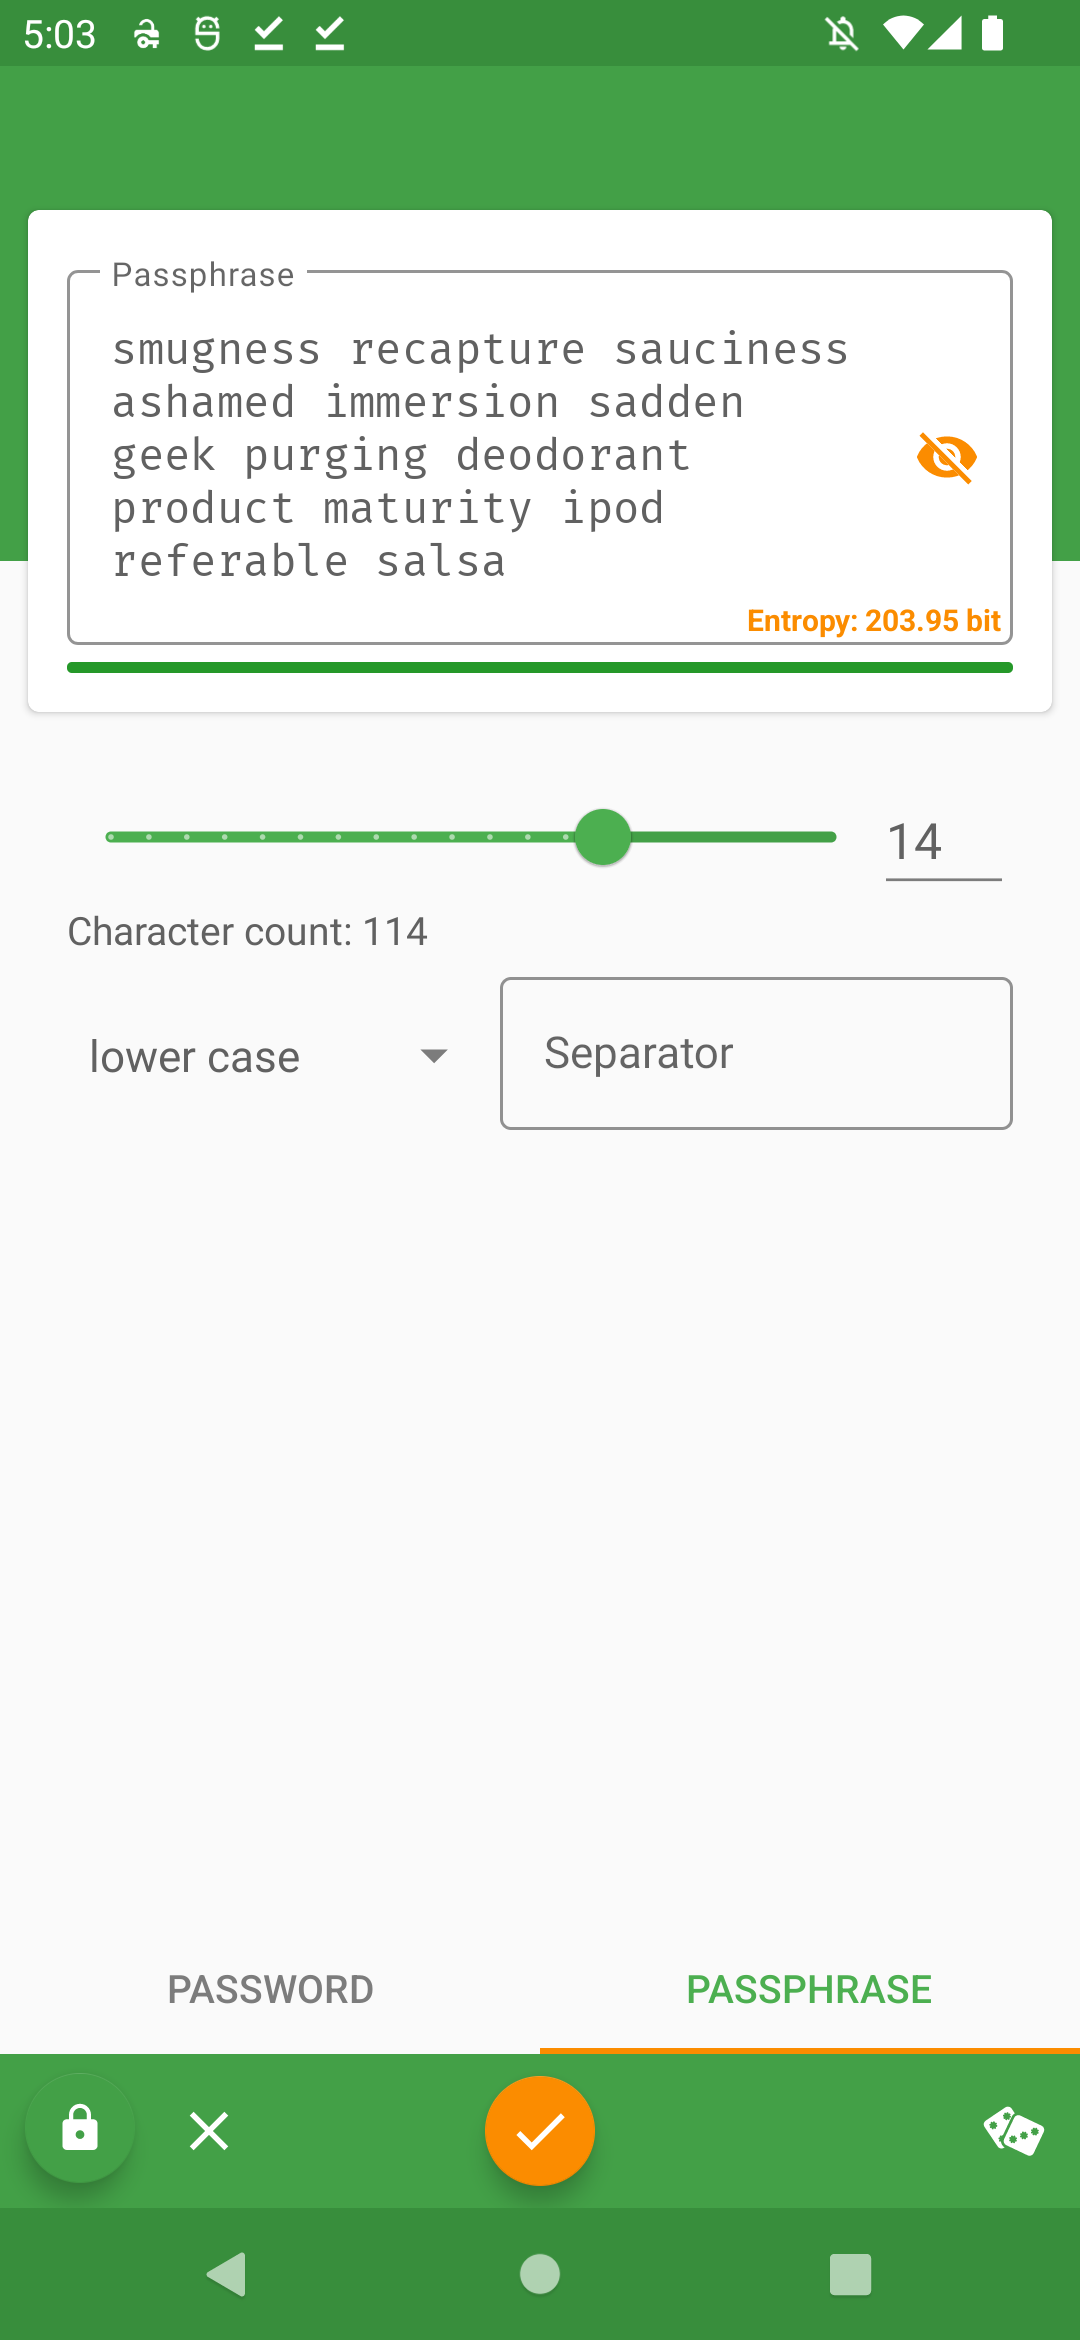 5:03
Passphrase
smugness recapture sauciness
ashamed immersion sadden
geek purging deodorant
product maturity ipod
referable salsa
Entropy: 203.95 bit
14
Character count: 114
lower case
Separator
PASSWORD
PASSPHRASE